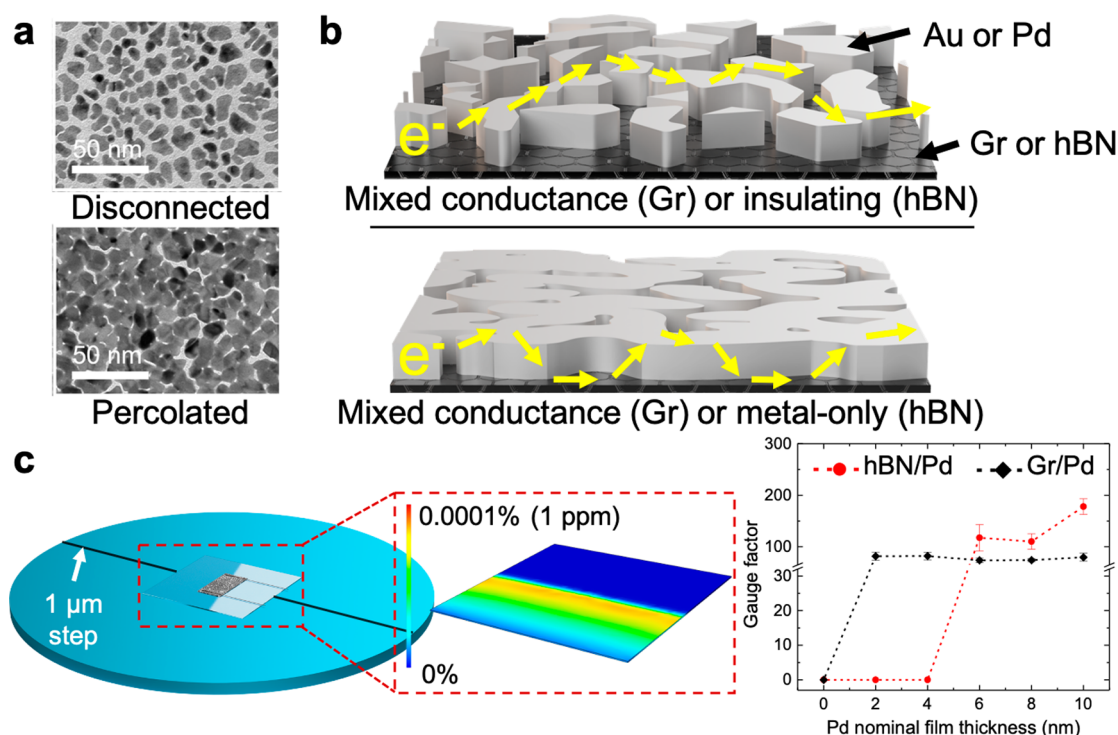 a
50 nm
Disconnected
50 nm
Percolated
b
Au or Pd
e-
Gr or hBN
Mixed conductance (Gr) or insulating (hBN)
e-
Mixed conductance (Gr) or metal-only (hBN)
c
1 μm
step
0.0001% (1 ppm)
0%
hBN/Pd
Gr/Pd
Gauge factor
300
200
100
30
20
10
0
0
2
4
6
8
10
Pd nominal film thickness (nm)